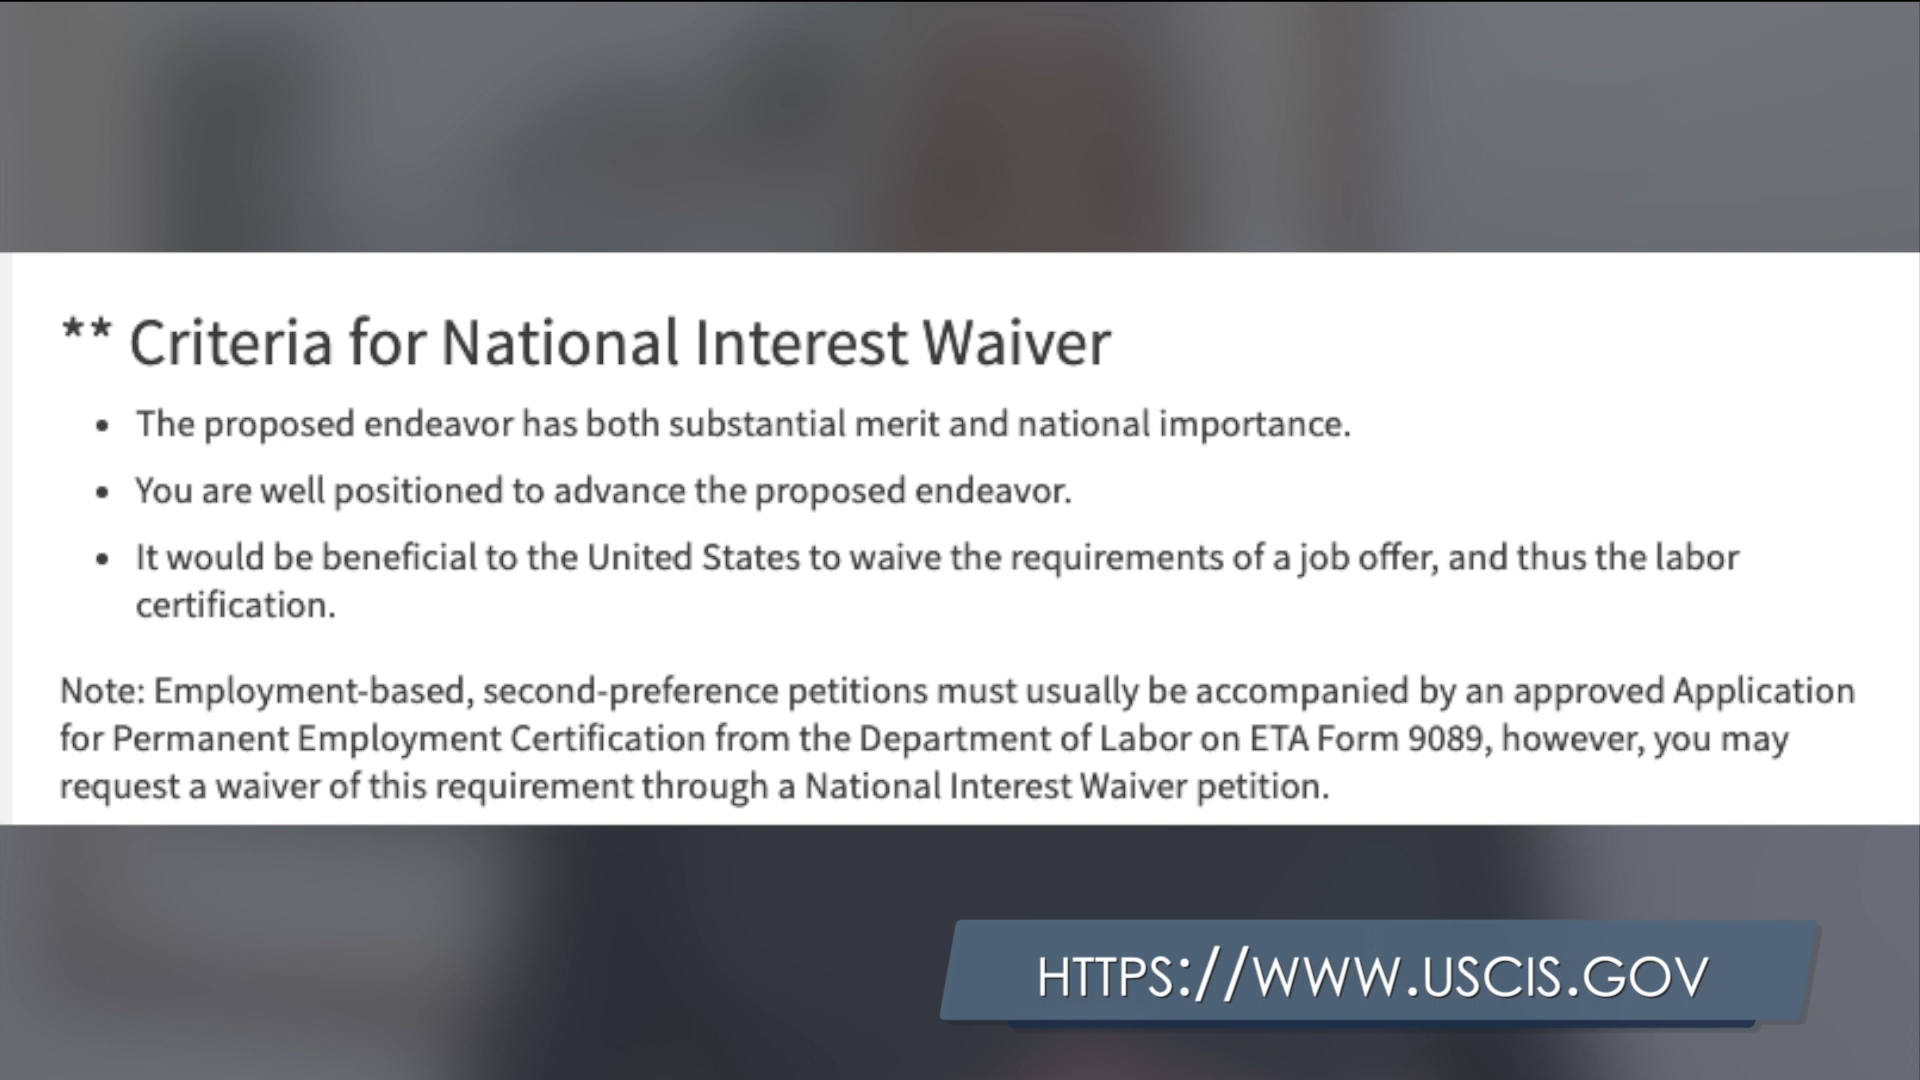 ** Criteria for National Interest Waiver
• The proposed endeavor has both substantial merit and national importance.
• You are well positioned to advance the proposed endeavor.
• It would be beneficial to the United States to waive the requirements of a job offer, and thus the labor
certification.
Note: Employment-based, second-preference petitions must usually be accompanied by an approved Application
for Permanent Employment Certification from the Department of Labor on ETA Form 9089, however, you may
request a waiver of this requirement through a National Interest Waiver petition.
HTTPS://WWW.USCIS.GOV